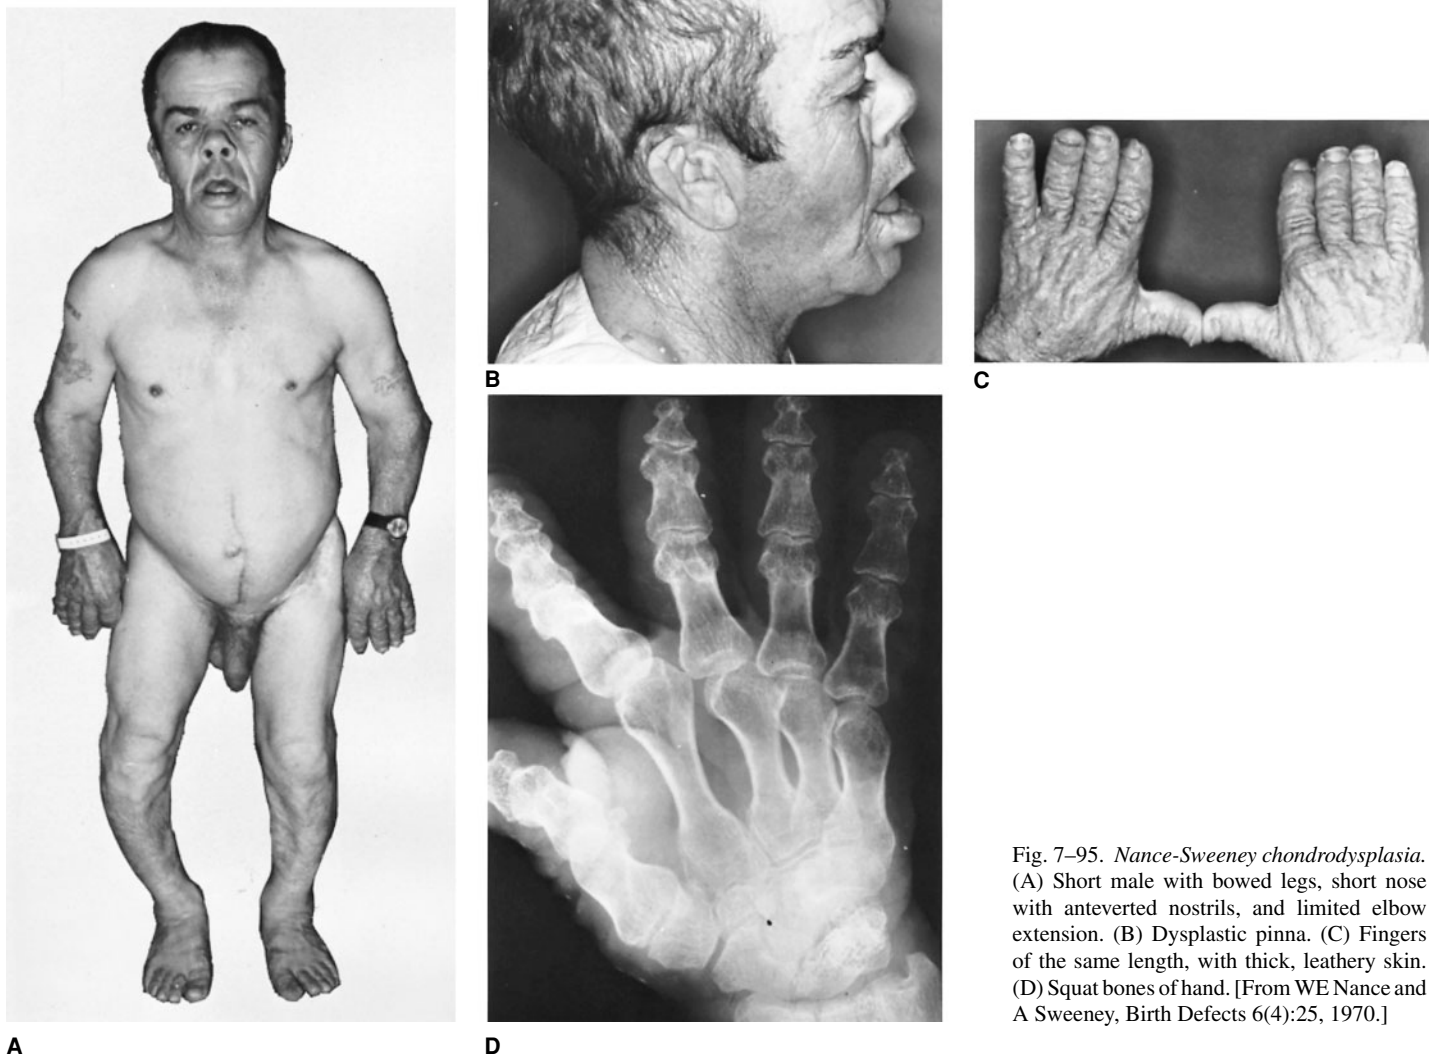 B
C
A
D
Fig. 7–95. Nance-Sweeney chondrodysplasia.
(A) Short male with bowed legs, short nose
with anteverted nostrils, and limited elbow
extension. (B) Dysplastic pinna. (C) Fingers
of the same length, with thick, leathery skin.
(D) Squat bones of hand. [From WE Nance and
A Sweeney, Birth Defects 6(4):25, 1970.]